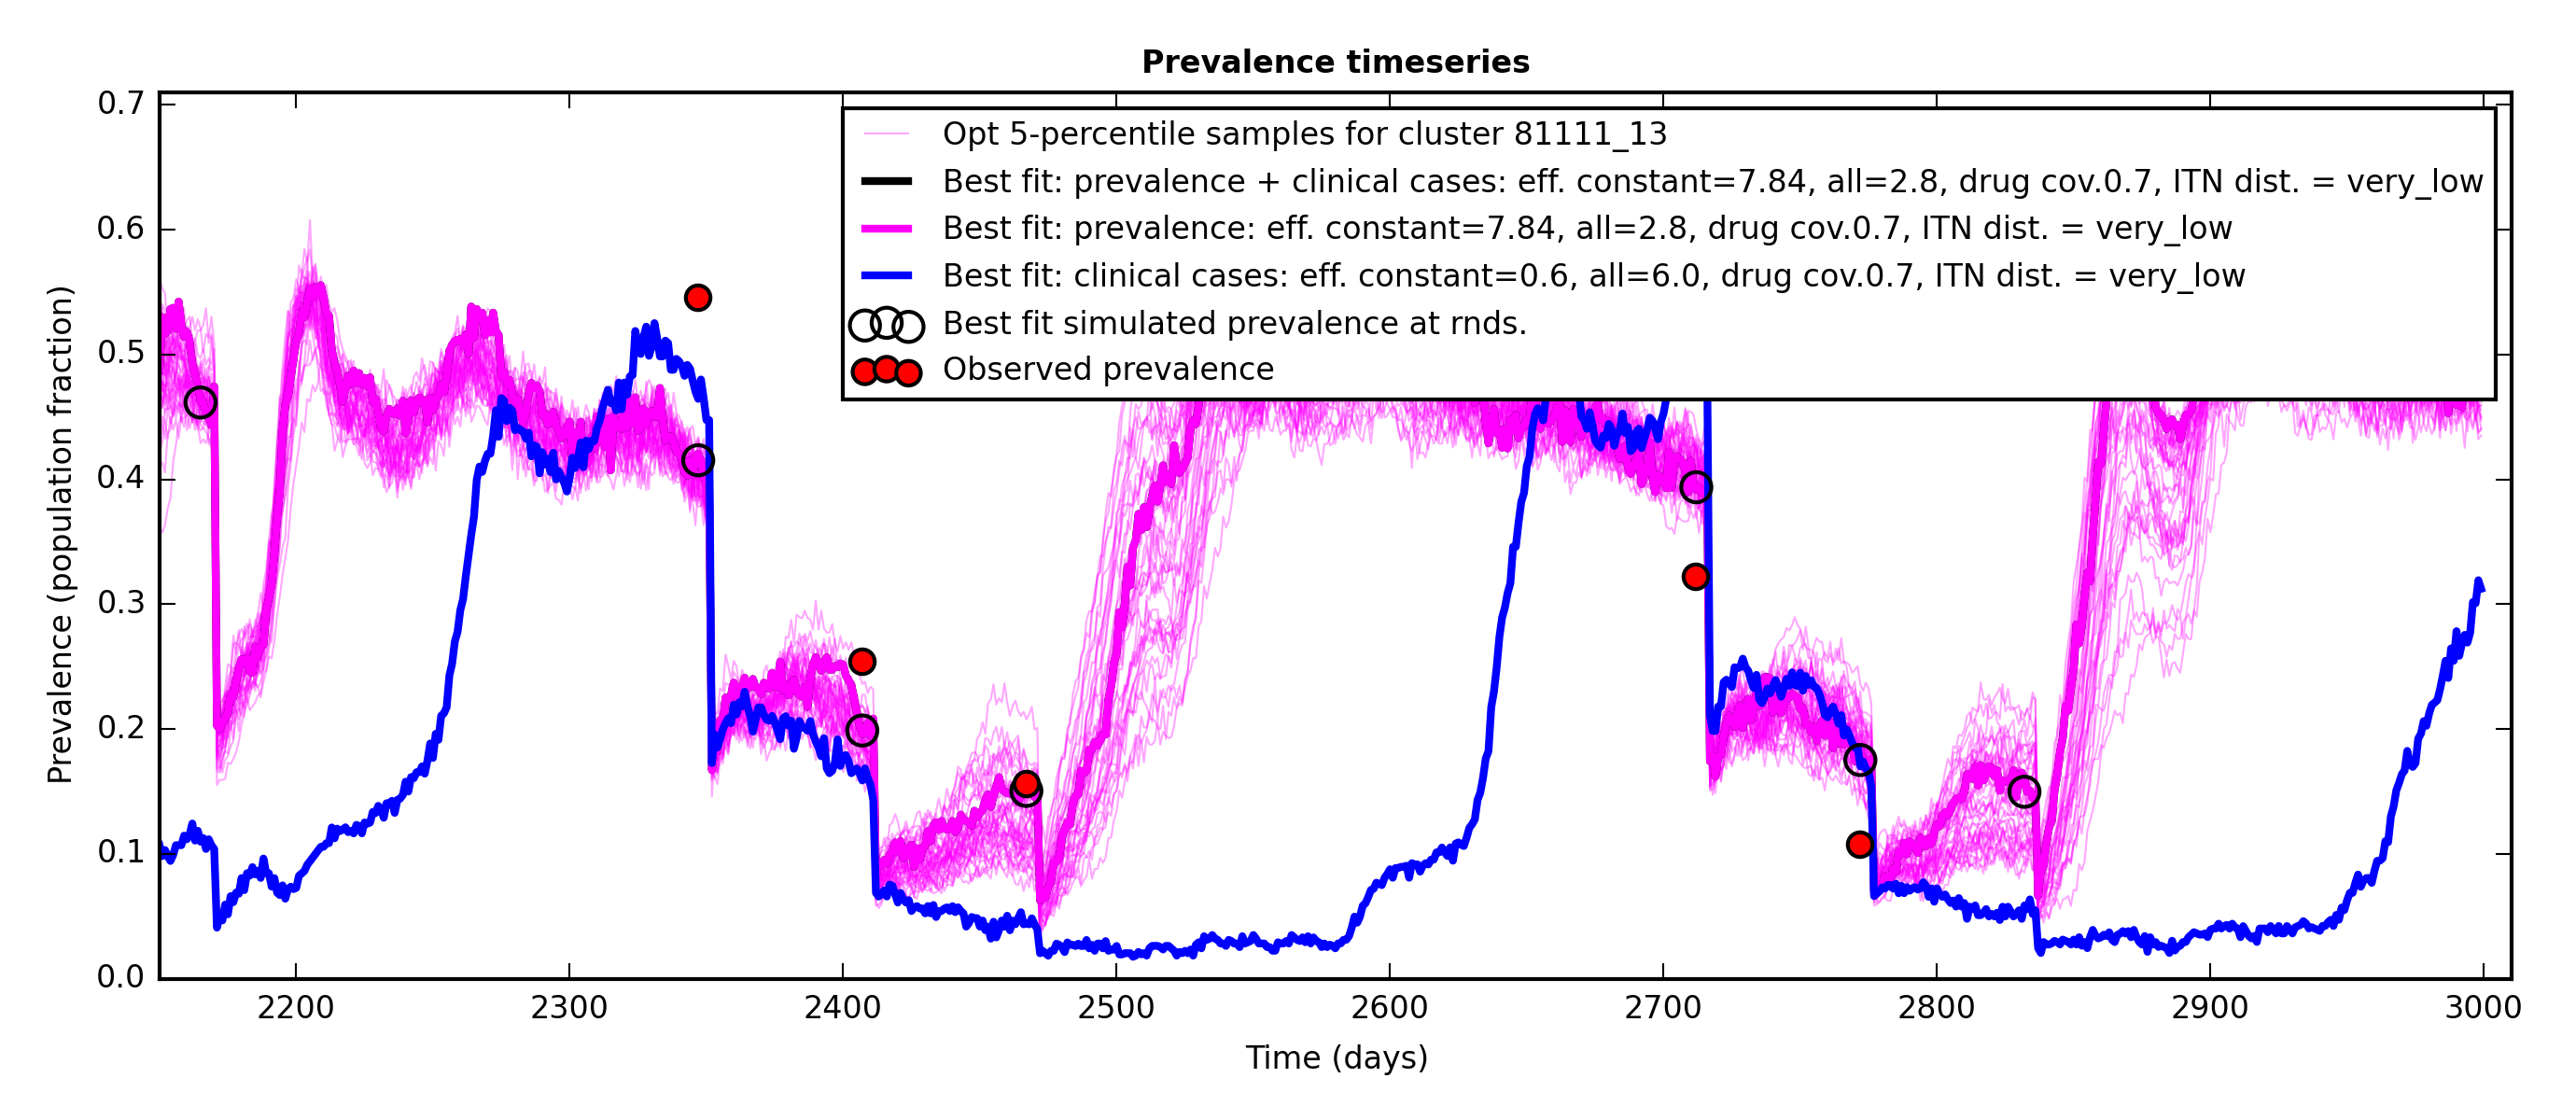 Prevalence timeseries
0.7
0.6
0.5
0.4
0.3
0.2
0.1
0.0
Prevalence (population fraction)
Opt 5-percentile samples for cluster 81111_13
Best fit: prevalence + clinical cases: eff. constant=7.84, all=2.8, drug cov.0.7, ITN dist. = very_low
Best fit: prevalence: eff. constant=7.84, all=2.8, drug cov.0.7, ITN dist. = very_low
Best fit: clinical cases: eff. constant=0.6, all=6.0, drug cov.0.7, ITN dist. = very_low
Best fit simulated prevalence at rnds.
Observed prevalence
2200 2300 2400 2500 2600 2700 2800 2900 3000
Time (days)